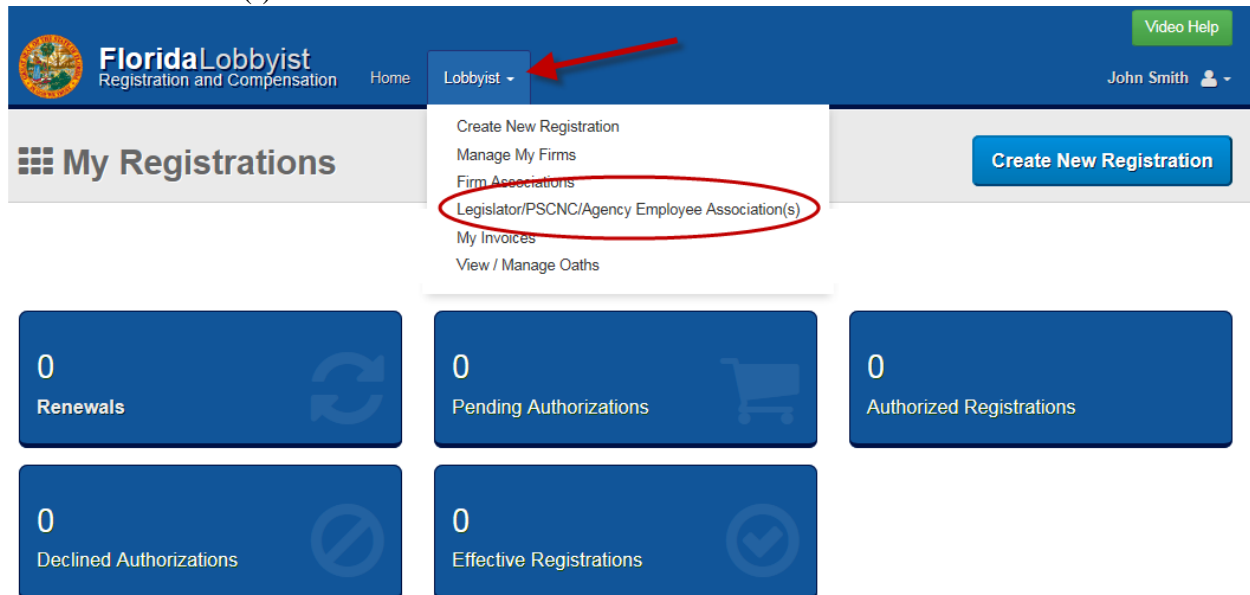 Video Help
FloridaLobbyist
Registration and Compensation
Home
Lobbyist
John Smith
Create New Registration
Manage My Firms
Firm Associations
Legislator/PSCNC/Agency Employee Association(s)
My Invoices
View / Manage Oaths
My Registrations
Create New Registration
0
Renewals
0
Pending Authorizations
0
Authorized Registrations
0
Declined Authorizations
0
Effective Registrations